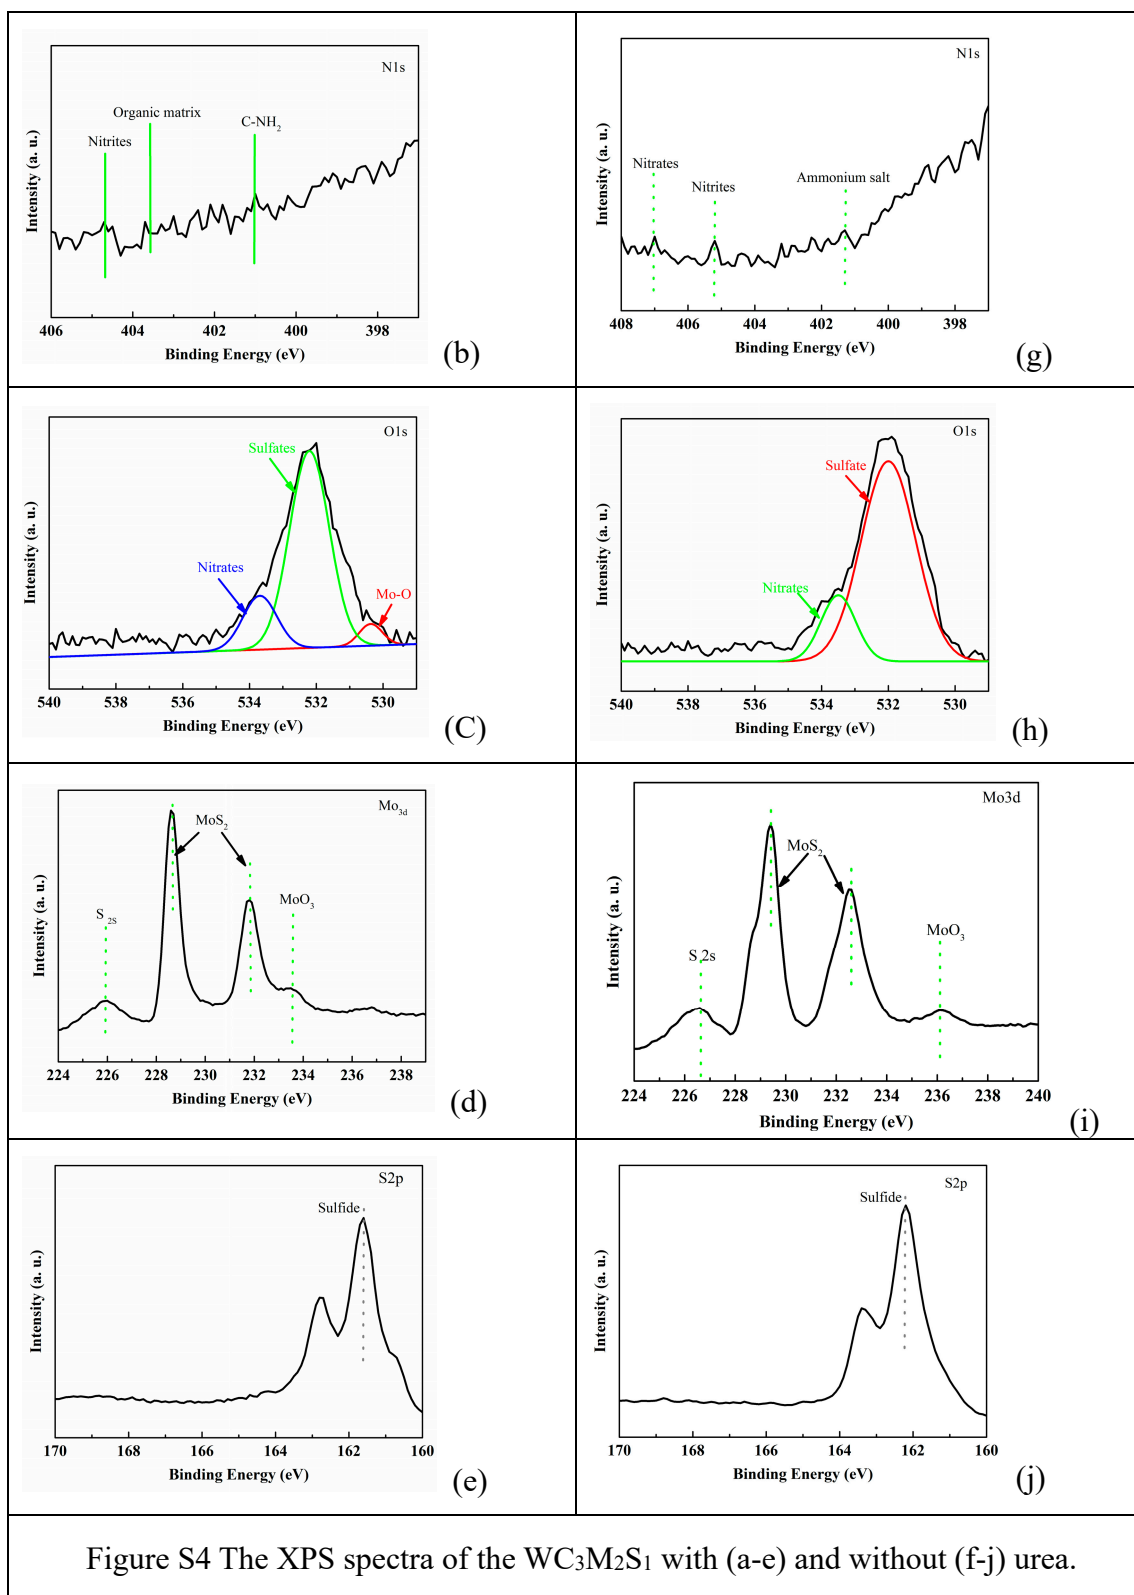 N1s
Organic matrix
C-NH2
Nitrites
Intensity (a. u.)
406 404 402 400 398
Binding Energy (eV)
(b)
N1s
Nitrates
Nitrites
Ammonium salt
Intensity (a. u.)
408 406 404 402 400 398
Binding Energy (eV)
(g)
O1s
Sulfates
Nitrates
Mo-O
Intensity (a. u.)
540 538 536 534 532 530
Binding Energy (eV)
(C)
O1s
Sulfate
Nitrates
Intensity (a. u.)
540 538 536 534 532 530
Binding Energy (eV)
(h)
Mo3d
MoS2
MoO3
S 2S
Intensity (a. u.)
224 226 228 230 232 234 236 238
Binding Energy (eV)
(d)
Mo3d
MoS2
MoO3
S 2s
Intensity (a. u.)
224 226 228 230 232 234 236 238 240
Binding Energy (eV)
(i)
S2p
Sulfide
Intensity (a. u.)
170 168 166 164 162 160
Binding Energy (eV)
(e)
S2p
Sulfide
Intensity (a. u.)
170 168 166 164 162 160
Binding Energy (eV)
(j)
Figure S4 The XPS spectra of the WC3M2S1 with (a-e) and without (f-j) urea.